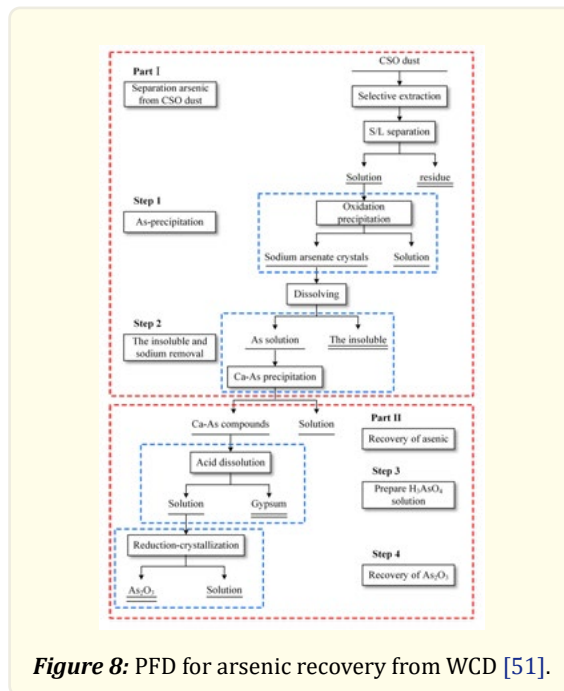 CSO dust
Part I
Separation arsenic
from CSO dust
Selective extraction
S/L separation
Solution
residue
Step 1
As-precipitation
Oxidation
precipitation
Sodium arsenate crystals
Solution
Dissolving
Step 2
The insoluble and
sodium removal
As solution
The insoluble
Ca-As precipitation
Ca-As compounds
Solution
Part II
Recovery of asenic
Acid dissolution
Step 3
Prepare H₃AsO₄
solution
Solution
Gypsum
Reduction-crystallization
Step 4
Recovery of As₂O₃
As₂O₃
Solution
Figure 8: PFD for arsenic recovery from WCD [51].